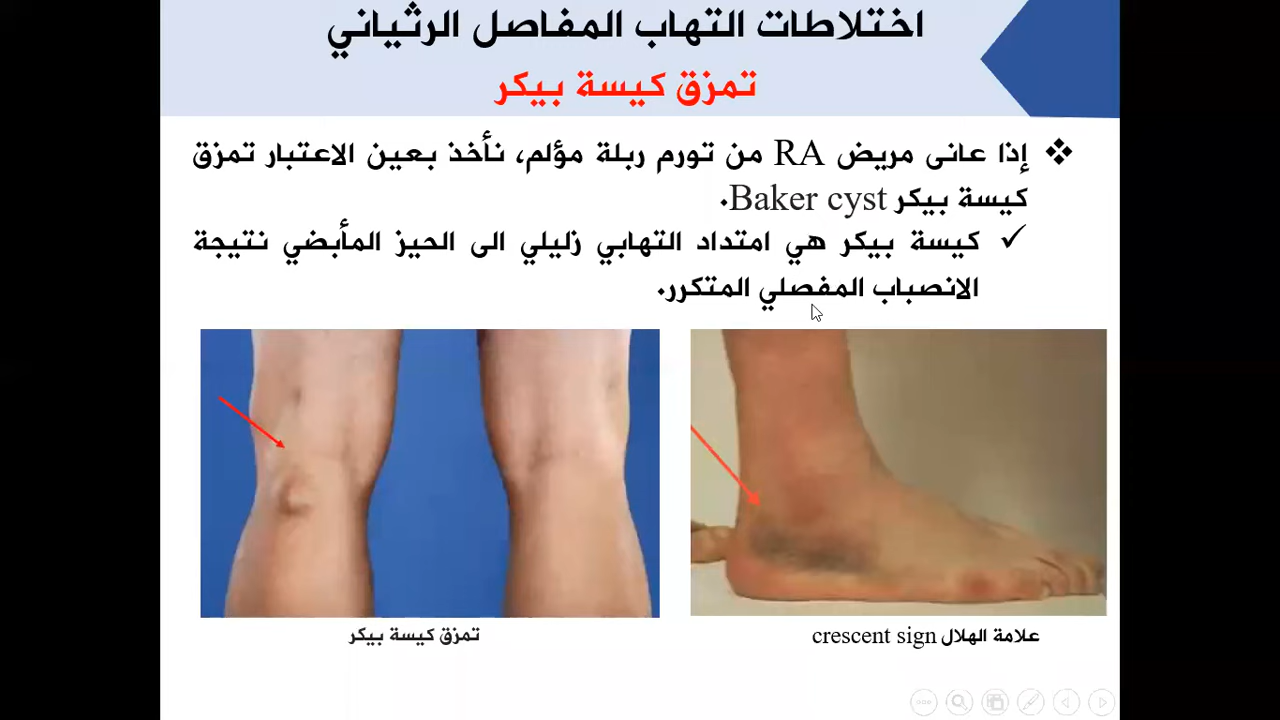 اختلاطات التهاب المفاصل الرثياني
تمزق كيسة بيكر
❖ إذا عانى مريض RA من تورم ربلة مؤلم، نأخذ بعين الاعتبار تمزق
كيسة بيكر Baker cyst.
✓ كيسة بيكر هي امتداد التهابي زليلي الى الحيز المأبضي نتيجة
الانصباب المفصلي المتكرر.
علامة الهلال crescent sign
تمزق كيسة بيكر